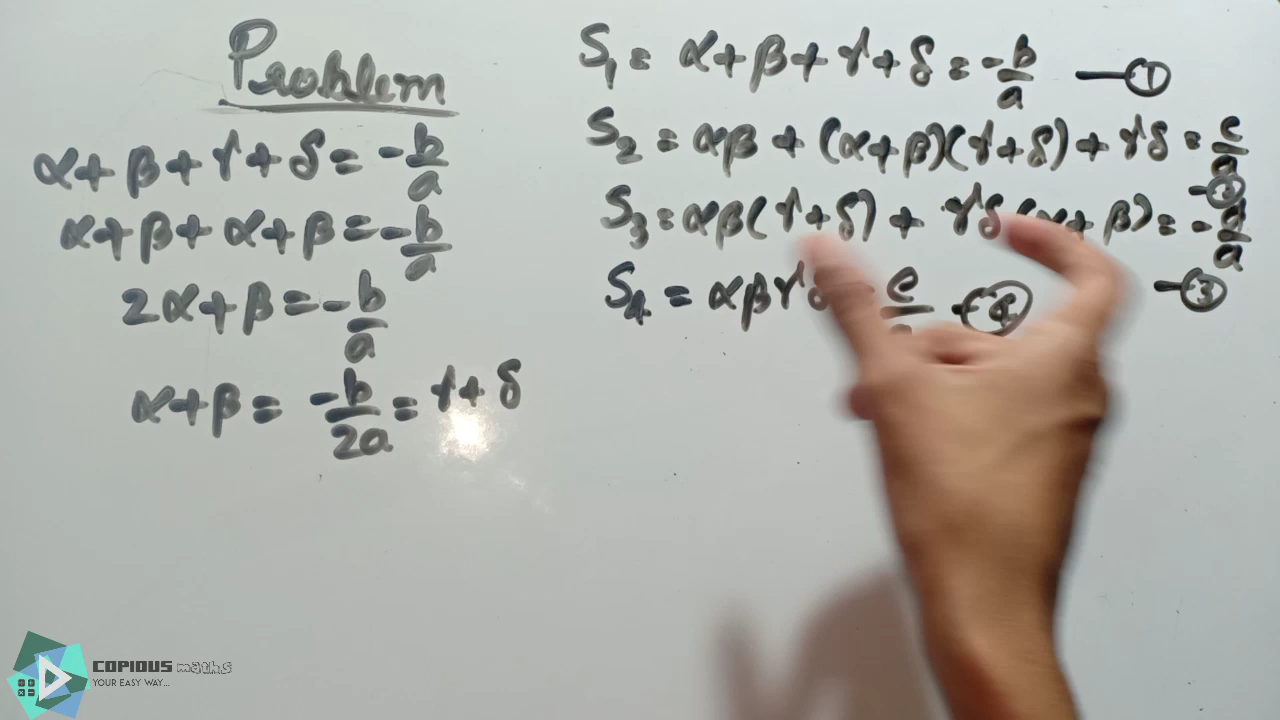 Problem
α+β+γ+δ=-b/a
α+β+α+β=-b/a
2α+β=-b/a
α+β=-b/2a=γ+δ
S₁=α+β+γ+δ=-b/a —①
S₂=αβ+(α+β)(γ+δ)+γδ=c/a
-②
S₃=αβ(γ+δ)+γδ(α+β)=-d/a
-③
S₄=αβγδ e -④
COPIOUS maths
YOUR EASY WAY...